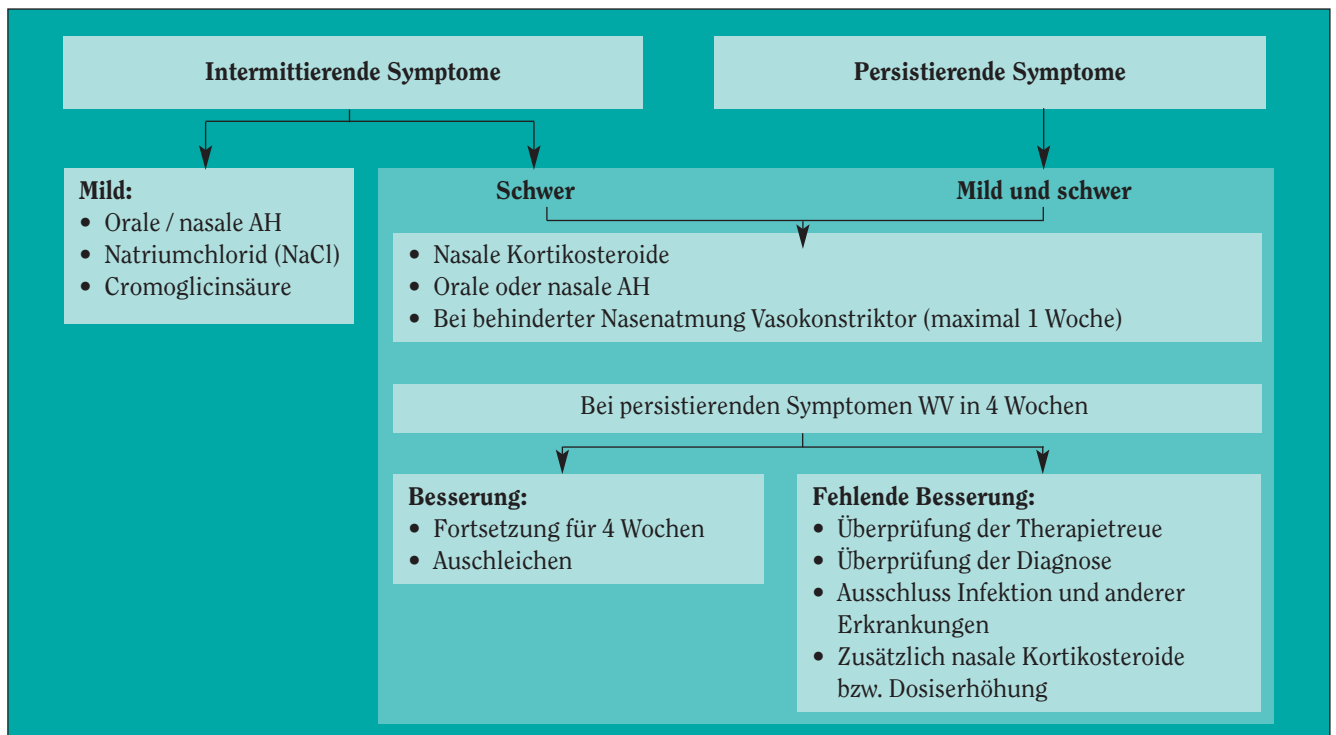 Intermittierende Symptome
Persistierende Symptome
Mild:
• Orale / nasale AH
• Natriumchlorid (NaCl)
• Cromoglicinsäure
Schwer
Mild und schwer
• Nasale Kortikosteroide
• Orale oder nasale AH
• Bei behinderter Nasenatmung Vasokonstriktor (maximal 1 Woche)
Bei persistierenden Symptomen WV in 4 Wochen
Besserung:
• Fortsetzung für 4 Wochen
• Auschleichen
Fehlende Besserung:
• Überprüfung der Therapietreue
• Überprüfung der Diagnose
• Ausschluss Infektion und anderer
Erkrankungen
• Zusätzlich nasale Kortikosteroide
bzw. Dosiserhöhung